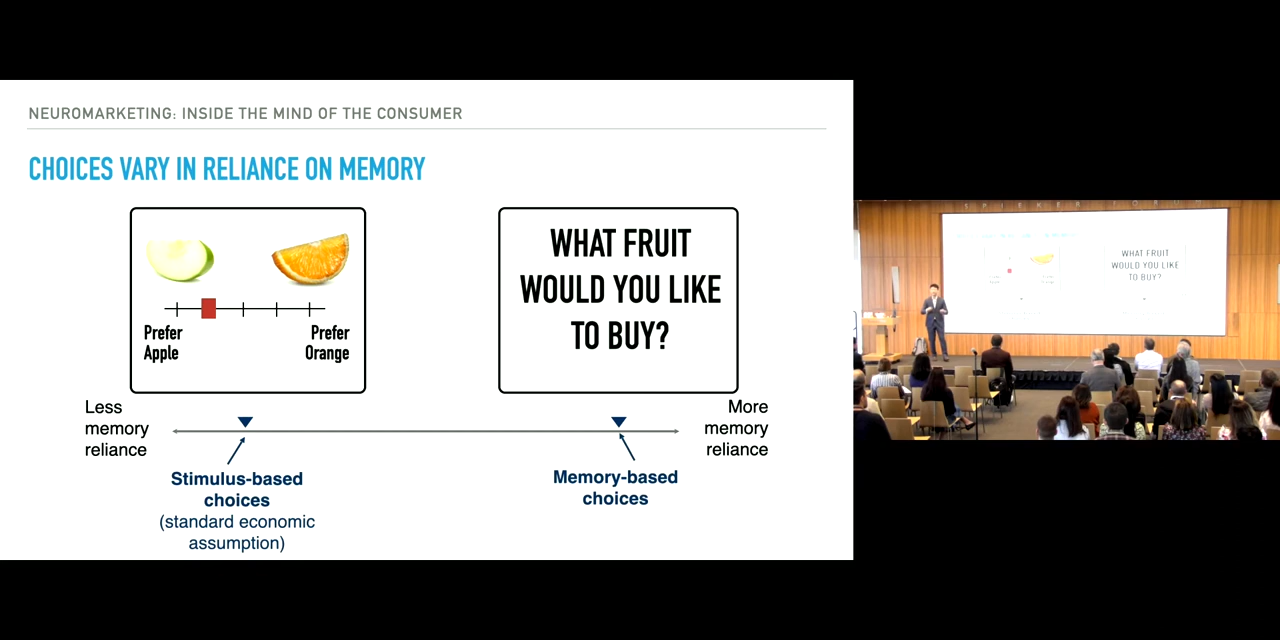 NEUROMARKETING: INSIDE THE MIND OF THE CONSUMER
CHOICES VARY IN RELIANCE ON MEMORY
Prefer
Apple
Prefer
Orange
WHAT FRUIT
WOULD YOU LIKE
TO BUY?
Less
memory
reliance
More
memory
reliance
Stimulus-based
choices
(standard economic
assumption)
Memory-based
choices
SPIEKER FORUM
WHAT FRUIT
WOULD YOU LIKE
TO BUY?